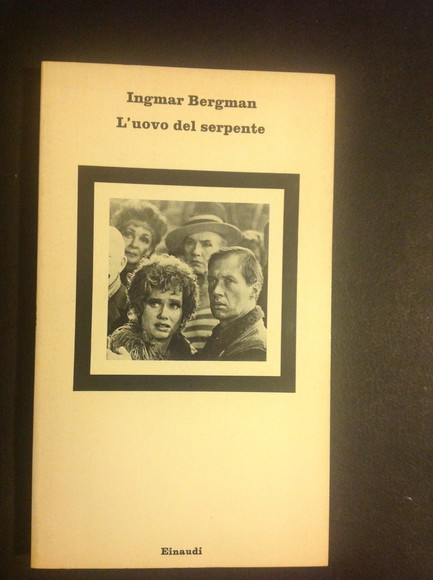 Ingmar Bergman
L'uovo del serpente
Einaudi